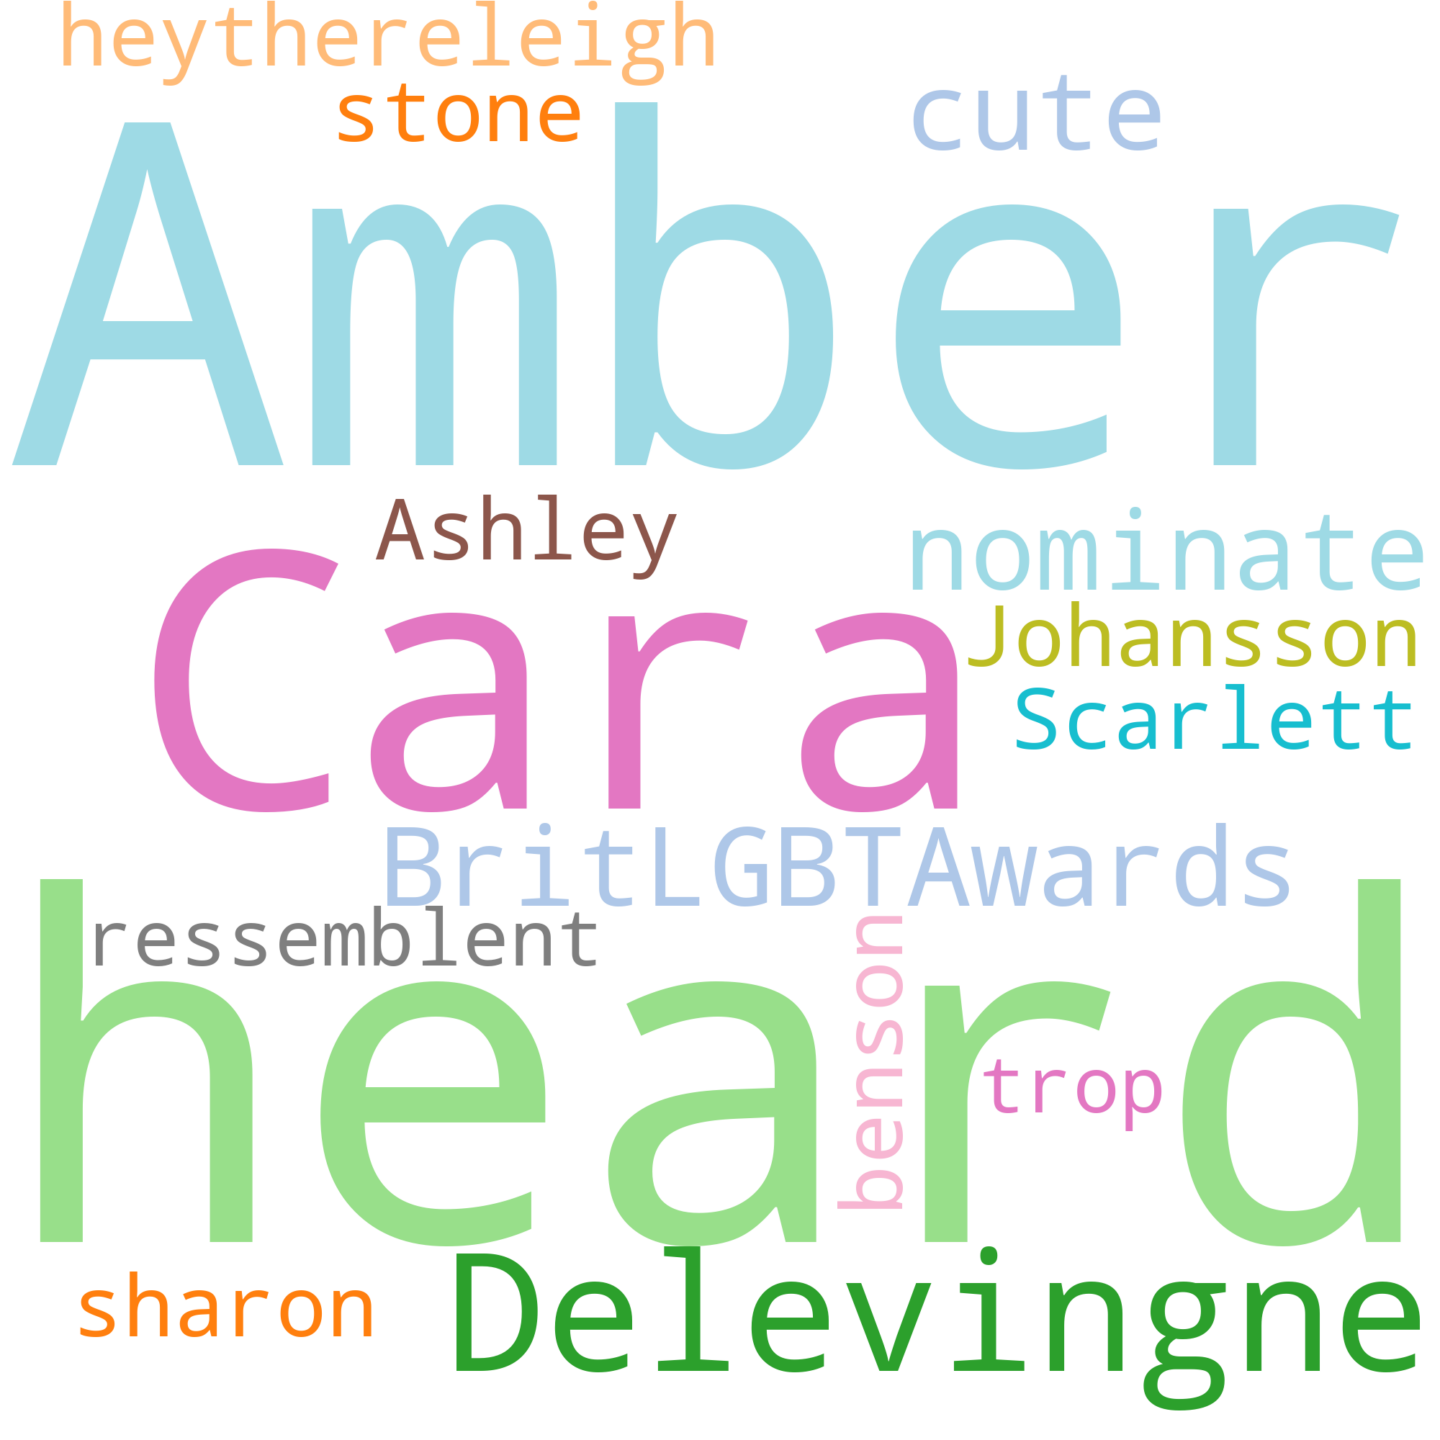 heythereleigh
stone
cute
Amber
Ashley
nominate
Cara
Johansson
Scarlett
BritLGBTAwards
ressemblent
heard
benson
trop
sharon
Delevingne